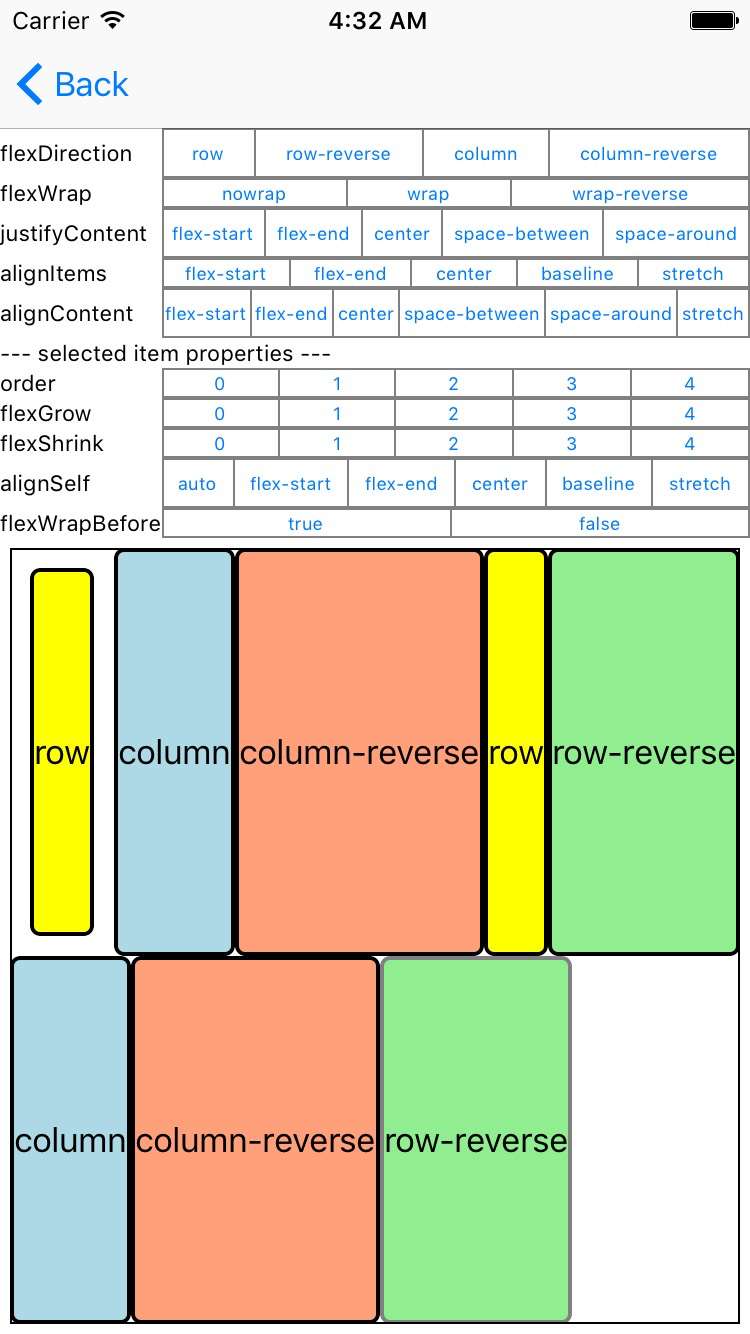 Carrier 4:32 AM
Back
flexDirection row row-reverse column column-reverse
flexWrap nowrap wrap wrap-reverse
justifyContent flex-start flex-end center space-between space-around
alignItems flex-start flex-end center baseline stretch
alignContent flex-start flex-end center space-between space-around stretch
--- selected item properties ---
order 0 1 2 3 4
flexGrow 0 1 2 3 4
flexShrink 0 1 2 3 4
alignSelf auto flex-start flex-end center baseline stretch
flexWrapBefore true false
row column column-reverse row row-reverse
column column-reverse row-reverse